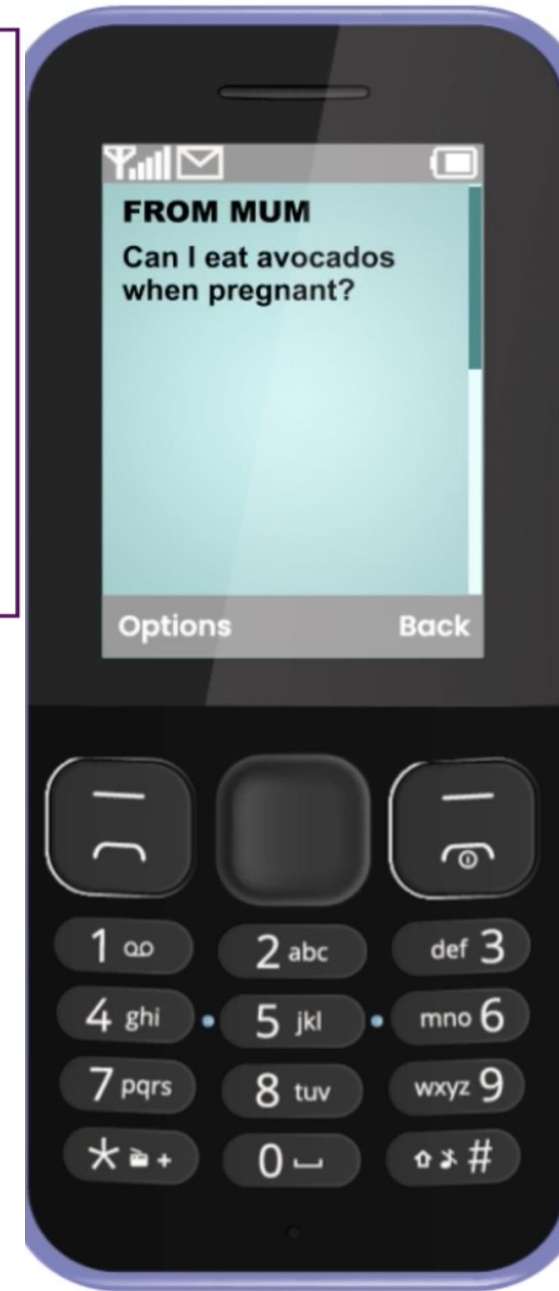 FROM MUM
Can I eat avocados
when pregnant?
Options
Back
1
2 abc
def 3
4 ghi
5 jkl
mno 6
7 pqrs
8 tuv
wxyz 9
* +
0
#